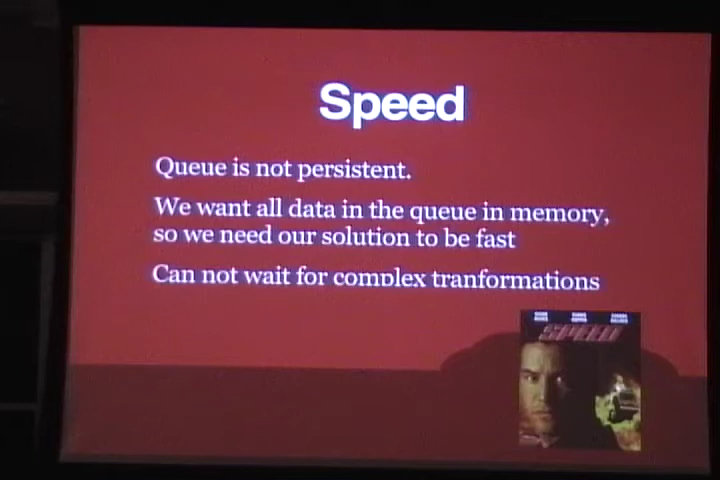 Speed
Queue is not persistent.
We want all data in the queue in memory,
so we need our solution to be fast
Can not wait for complex tranformations
SPEED